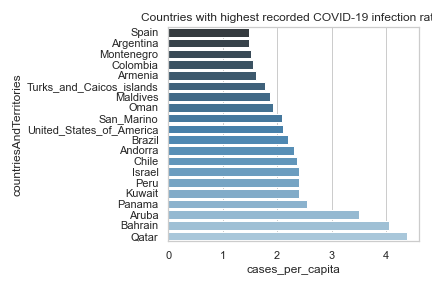 Countries with highest recorded COVID-19 infection rat
Spain
Argentina
Montenegro
Colombia
Armenia
Turks_and_Caicos_islands
Maldives
Oman
San_Marino
United_States_of_America
Brazil
Andorra
Chile
Israel
Peru
Kuwait
Panama
Aruba
Bahrain
Qatar
countriesAndTerritories
0 1 2 3 4
cases_per_capita